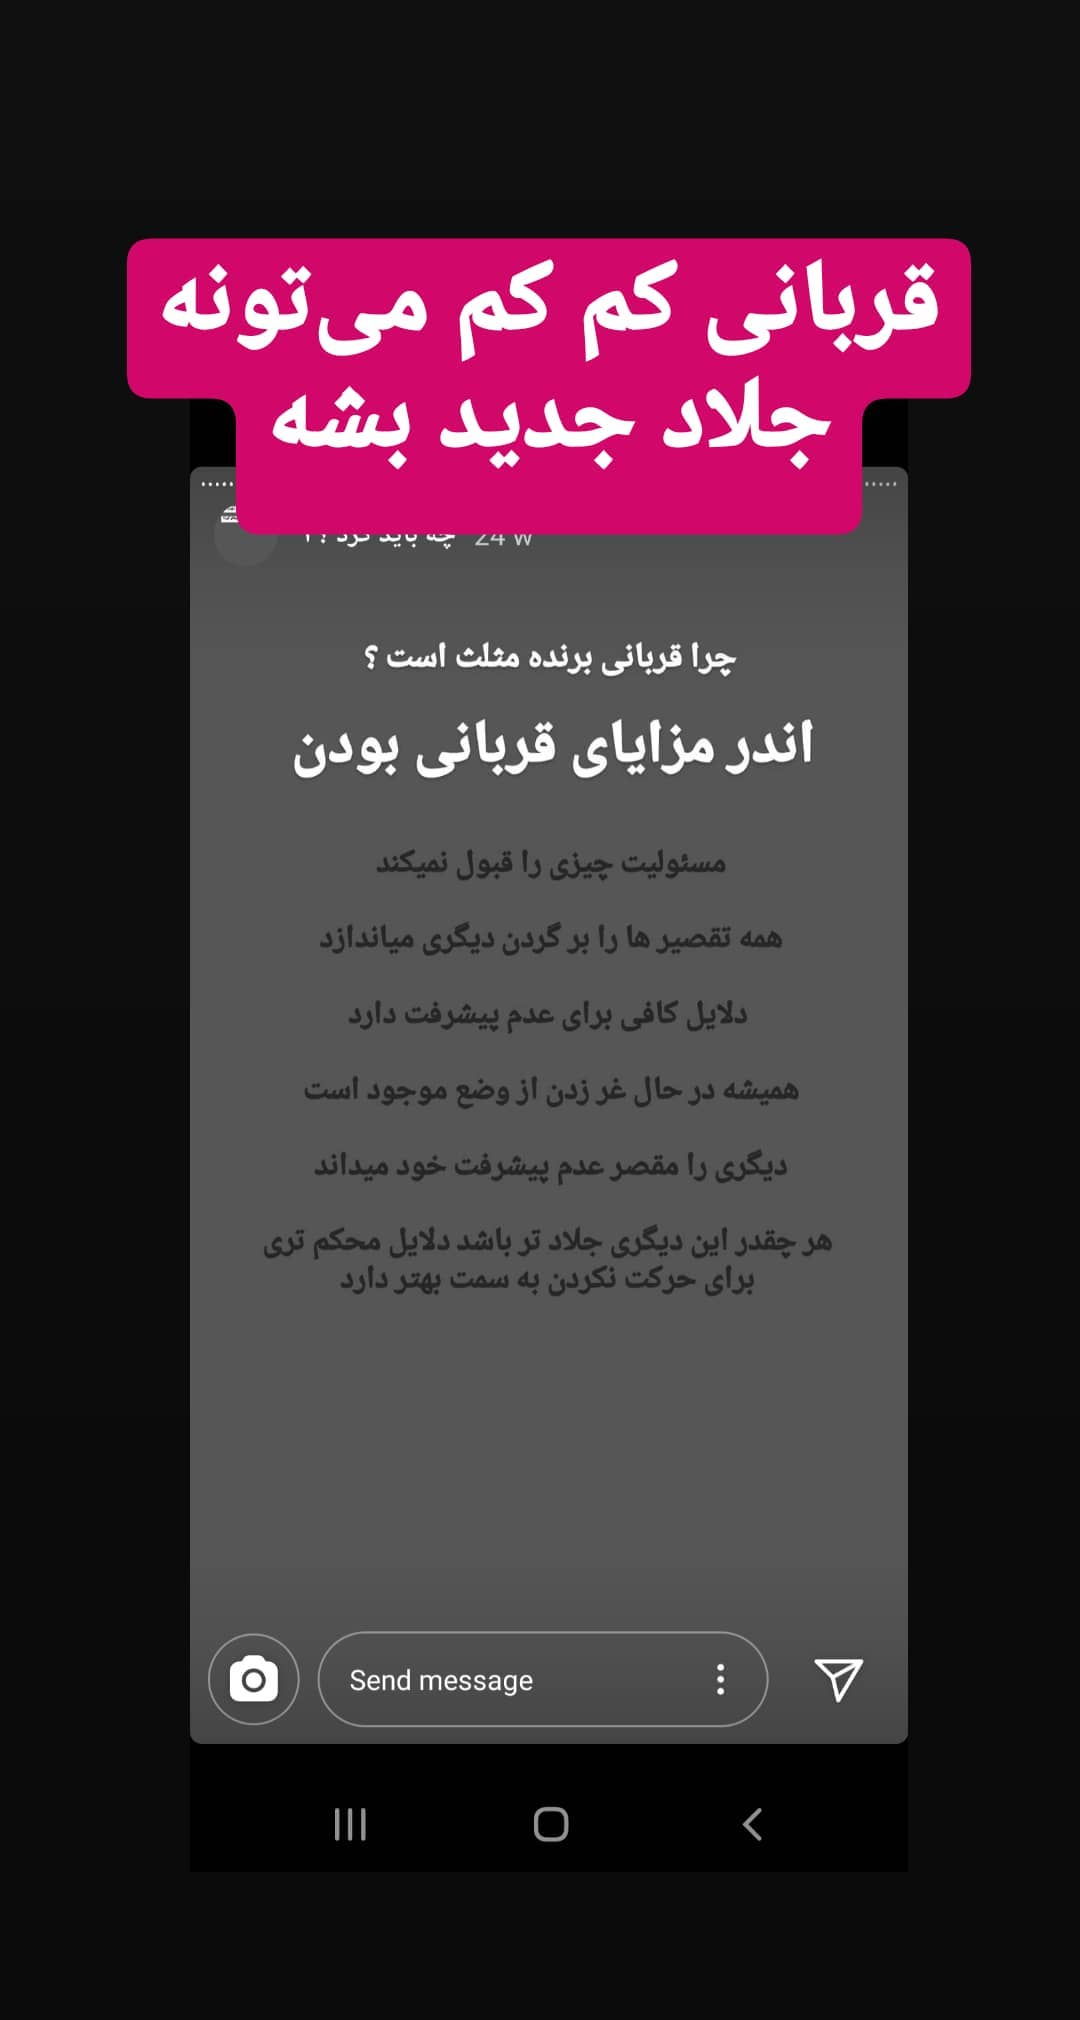 قربانی کم کم می‌تونه
جلاد جدید بشه
چه باید کرد ؟ ۲ 24 w
چرا قربانی برنده مثلث است ؟
اندر مزایای قربانی بودن
مسئولیت چیزی را قبول نمیکند
همه تقصیر ها را بر گردن دیگری میاندازد
دلایل کافی برای عدم پیشرفت دارد
همیشه در حال غر زدن از وضع موجود است
دیگری را مقصر عدم پیشرفت خود میداند
هر چقدر این دیگری جلاد تر باشد دلایل محکم تری
برای حرکت نکردن به سمت بهتر دارد
Send message